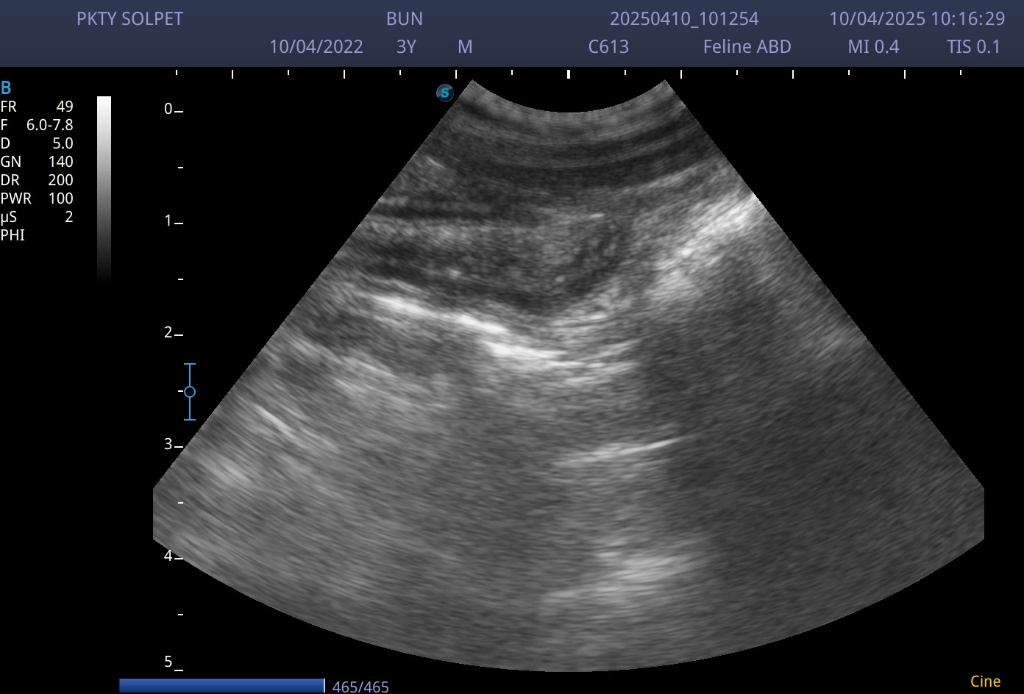 PKTY SOLPET BUN 20250410_101254 10/04/2025 10:16:29
10/04/2022 3Y M C613 Feline ABD MI 0.4 TIS 0.1
B
FR 49
F 6.0-7.8
D 5.0
GN 140
DR 200
PWR 100
µS 2
PHI
S
0
1
2
3
4
5
465/465
Cine